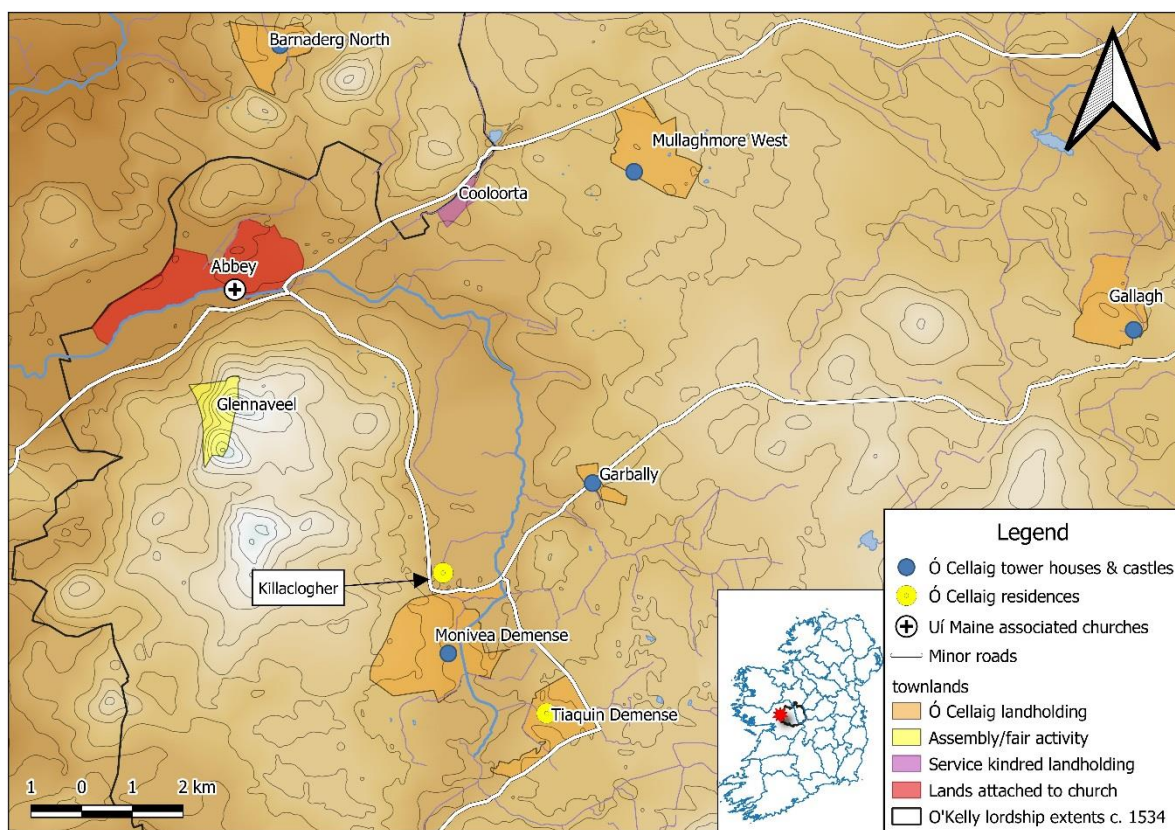 Barnaderg North
Mullaghmore West
Cooloorta
Abbey
Gallagh
Glennaveel
Garbally
Killaclogher
Monivea Demense
Tiaquin Demense
1 0 1 2 km
Legend
Ó Cellaig tower houses & castles
Ó Cellaig residences
Uí Maine associated churches
Minor roads
townlands
Ó Cellaig landholding
Assembly/fair activity
Service kindred landholding
Lands attached to church
O'Kelly lordship extents c. 1534